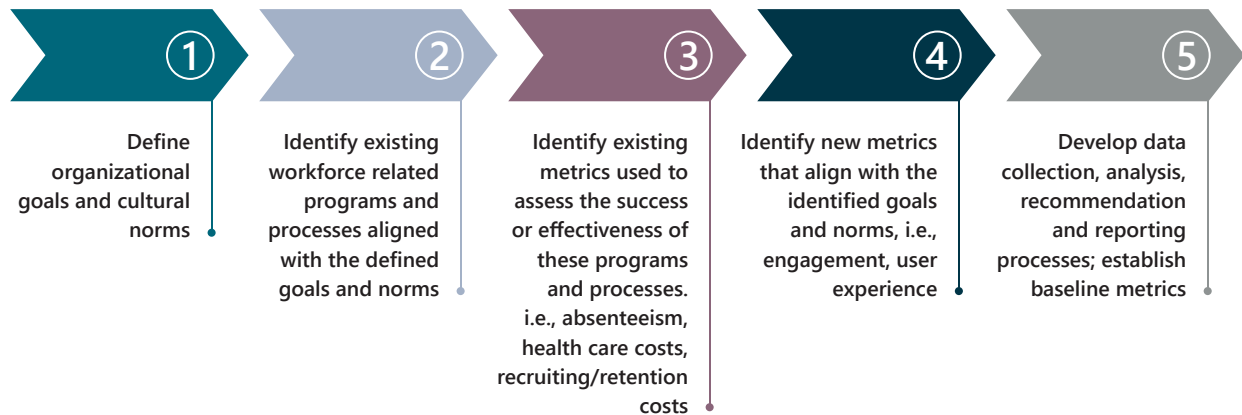 1
Define
organizational
goals and cultural
norms
2
Identify existing
workforce related
programs and
processes aligned
with the defined
goals and norms
3
Identify existing
metrics used to
assess the success
or effectiveness of
these programs
and processes.
i.e., absenteeism,
health care costs,
recruiting/retention
costs
4
Identify new metrics
that align with the
identified goals
and norms, i.e.,
engagement, user
experience
5
Develop data
collection, analysis,
recommendation
and reporting
processes; establish
baseline metrics